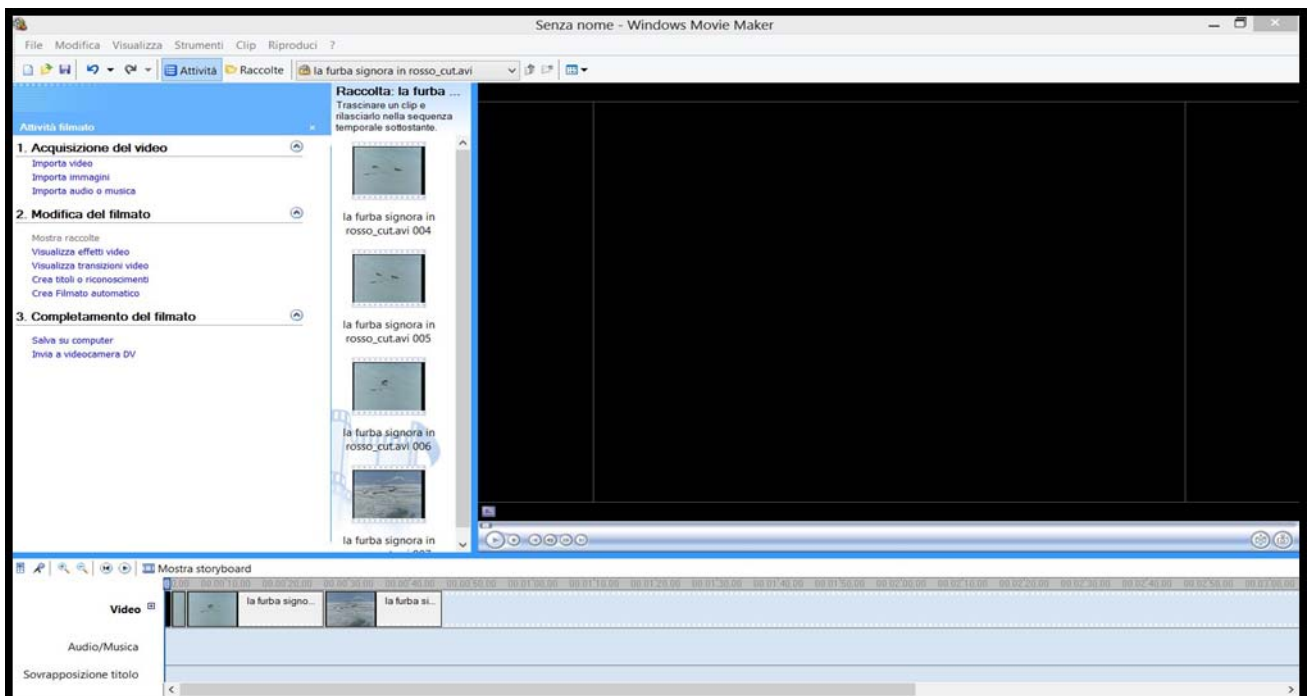 Senza nome - Windows Movie Maker
File Modifica Visualizza Strumenti Clip Riproduci ?
Attività Raccolte la furba signora in rosso_cut.avi
Attività filmato
1. Acquisizione del video
Importa video
Importa immagini
Importa audio o musica
2. Modifica del filmato
Mostra raccolte
Visualizza effetti video
Visualizza transizioni video
Crea titoli o riconoscimenti
Crea Filmato automatico
3. Completamento del filmato
Salva su computer
Invia a videocamera DV
Raccolta: la furba ...
Trascinare un clip e
rilasciarlo nella sequenza
temporale sottostante.
la furba signora in
rosso_cut.avi 004
la furba signora in
rosso_cut.avi 005
la furba signora in
rosso_cut.avi 006
la furba signora in
Mostra storyboard
Video
la furba signo...
la furba si...
Audio/Musica
Sovrapposizione titolo